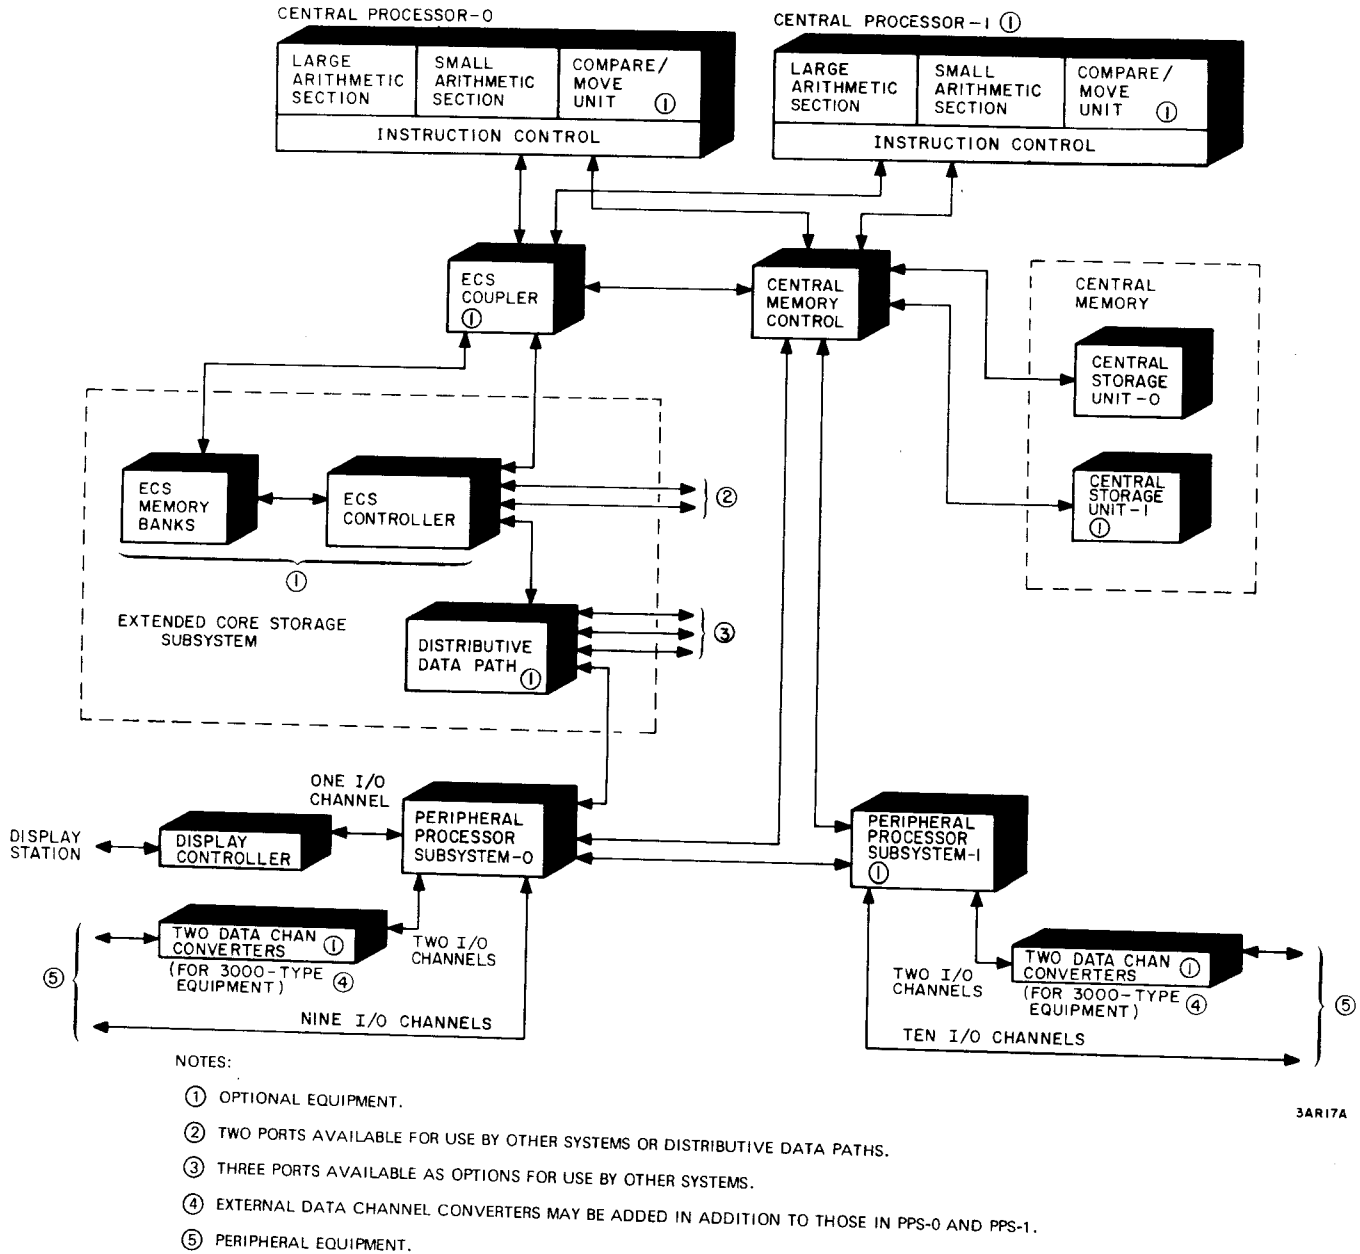 CENTRAL PROCESSOR-0
LARGE
ARITHMETIC
SECTION
SMALL
ARITHMETIC
SECTION
COMPARE/
MOVE
UNIT ①
INSTRUCTION CONTROL
CENTRAL PROCESSOR-1 ①
LARGE
ARITHMETIC
SECTION
SMALL
ARITHMETIC
SECTION
COMPARE/
MOVE
UNIT ①
INSTRUCTION CONTROL
ECS
COUPLER
①
CENTRAL
MEMORY
CONTROL
CENTRAL
MEMORY
CENTRAL
STORAGE
UNIT-0
CENTRAL
STORAGE
UNIT-1
①
ECS
MEMORY
BANKS
ECS
CONTROLLER
②
①
EXTENDED CORE STORAGE
SUBSYSTEM
DISTRIBUTIVE
DATA PATH ①
③
ONE I/O
CHANNEL
DISPLAY
STATION
DISPLAY
CONTROLLER
PERIPHERAL
PROCESSOR
SUBSYSTEM-0
PERIPHERAL
PROCESSOR
SUBSYSTEM-1
①
TWO DATA CHAN
CONVERTERS ①
(FOR 3000-TYPE ④
EQUIPMENT)
TWO I/O
CHANNELS
⑤
NINE I/O CHANNELS
TWO I/O
CHANNELS
TWO DATA CHAN
CONVERTERS ①
(FOR 3000-TYPE ④
EQUIPMENT)
⑤
TEN I/O CHANNELS
NOTES:
① OPTIONAL EQUIPMENT.
② TWO PORTS AVAILABLE FOR USE BY OTHER SYSTEMS OR DISTRIBUTIVE DATA PATHS.
③ THREE PORTS AVAILABLE AS OPTIONS FOR USE BY OTHER SYSTEMS.
④ EXTERNAL DATA CHANNEL CONVERTERS MAY BE ADDED IN ADDITION TO THOSE IN PPS-0 AND PPS-1.
⑤ PERIPHERAL EQUIPMENT.
3AR17A